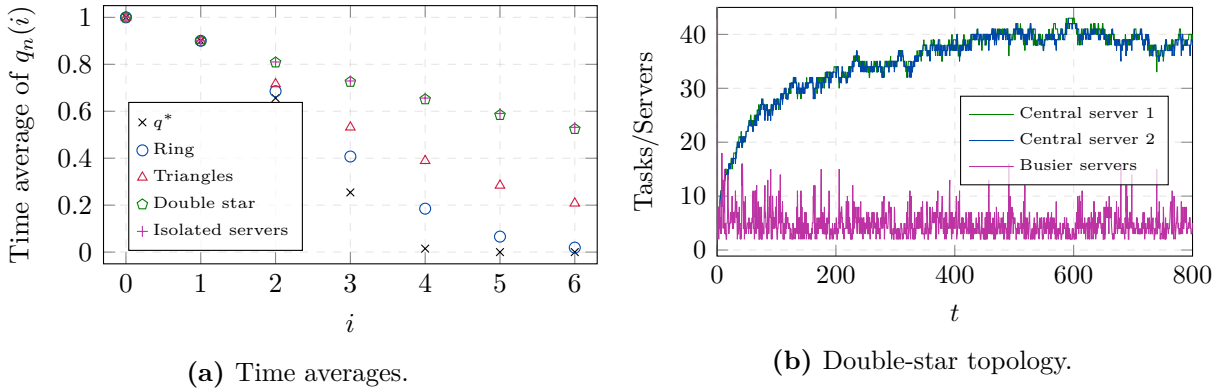 Time average of qₙ(i)
1
0.8
0.6
0.4
0.2
0
q*
Ring
Triangles
Double star
Isolated servers
0 1 2 3 4 5 6
i
(a) Time averages.
Tasks/Servers
40
30
20
10
0
Central server 1
Central server 2
Busier servers
0 200 400 600 800
t
(b) Double-star topology.